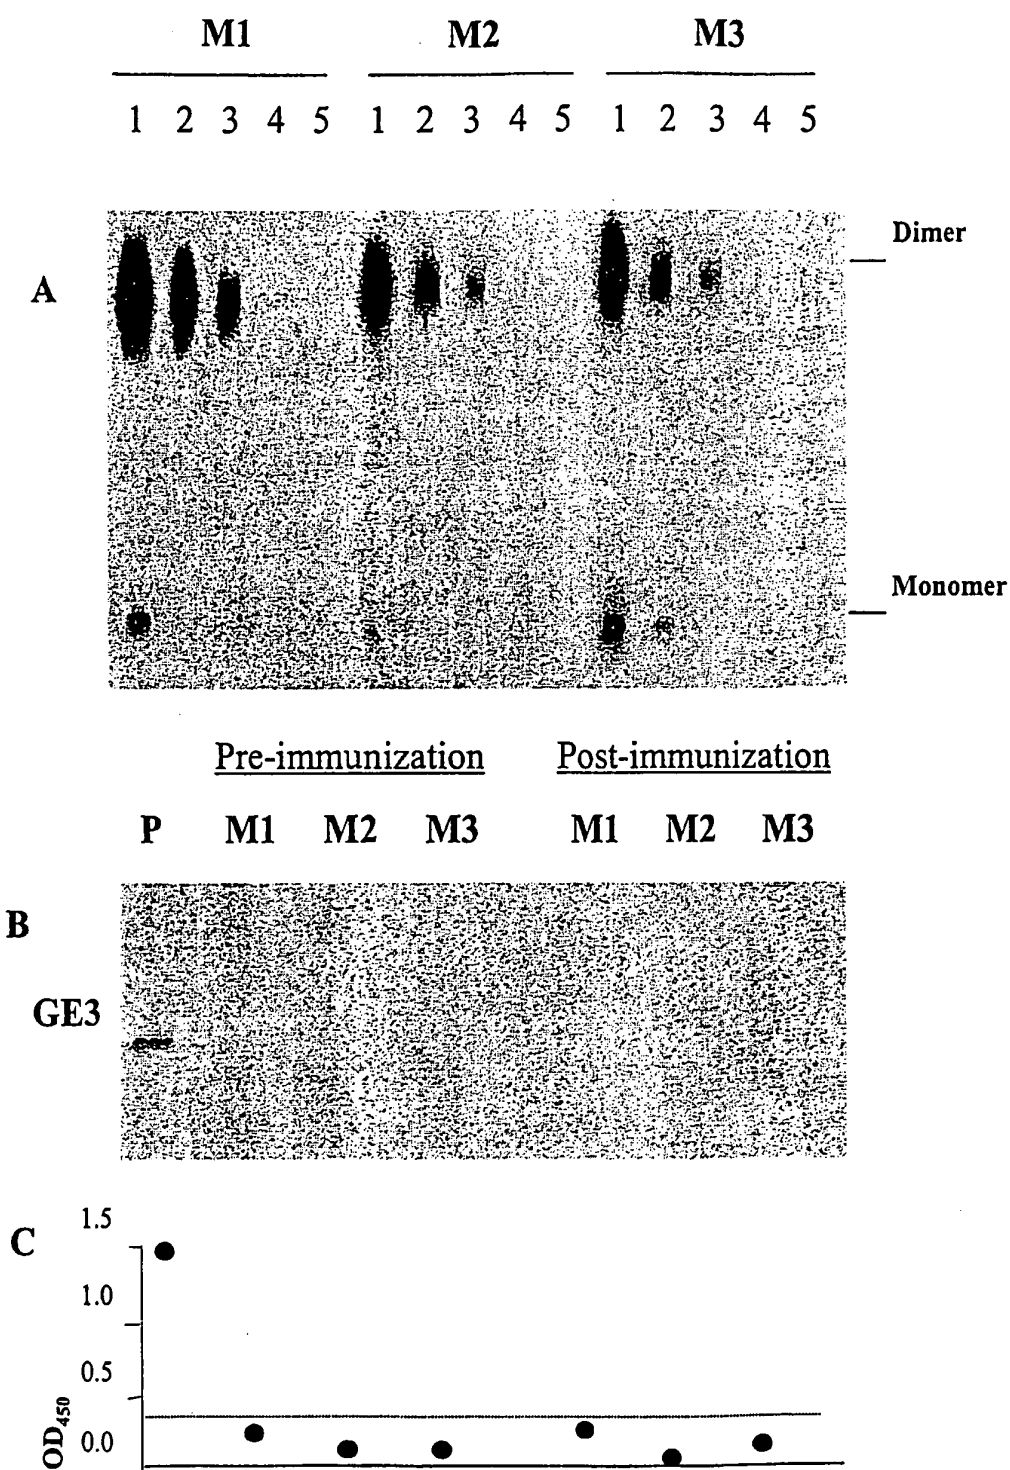 M1 M2 M3
1 2 3 4 5 1 2 3 4 5 1 2 3 4 5
Dimer
A
Monomer
Pre-immunization Post-immunization
P M1 M2 M3 M1 M2 M3
B
GE3
C
1.5
1.0
0.5
0.0
OD450